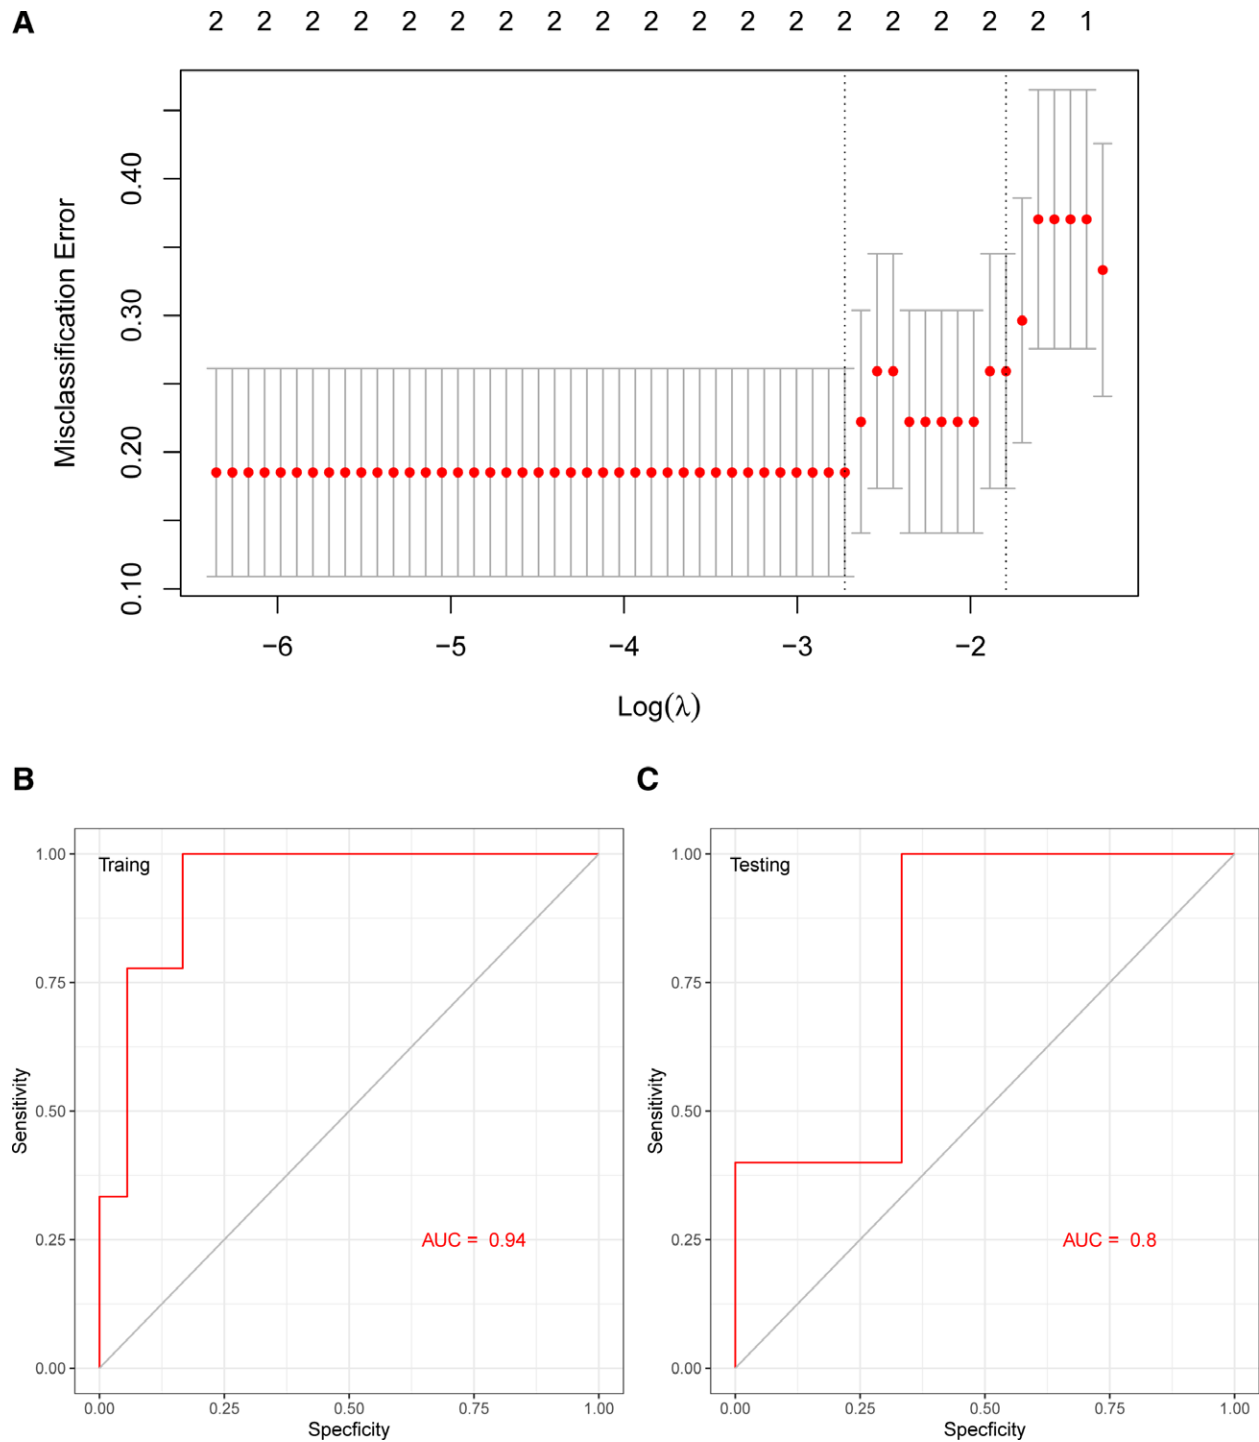 A
2 2 2 2 2 2 2 2 2 2 2 2 2 2 2 2 2 2 1
Misclassification Error
0.40
0.30
0.20
0.10
−6 −5 −4 −3 −2
Log(λ)
B
Traing
1.00
0.75
0.50
0.25
0.00
Sensitivity
AUC = 0.94
0.00 0.25 0.50 0.75 1.00
Specficity
C
Testing
1.00
0.75
0.50
0.25
0.00
Sensitivity
AUC = 0.8
0.00 0.25 0.50 0.75 1.00
Specficity